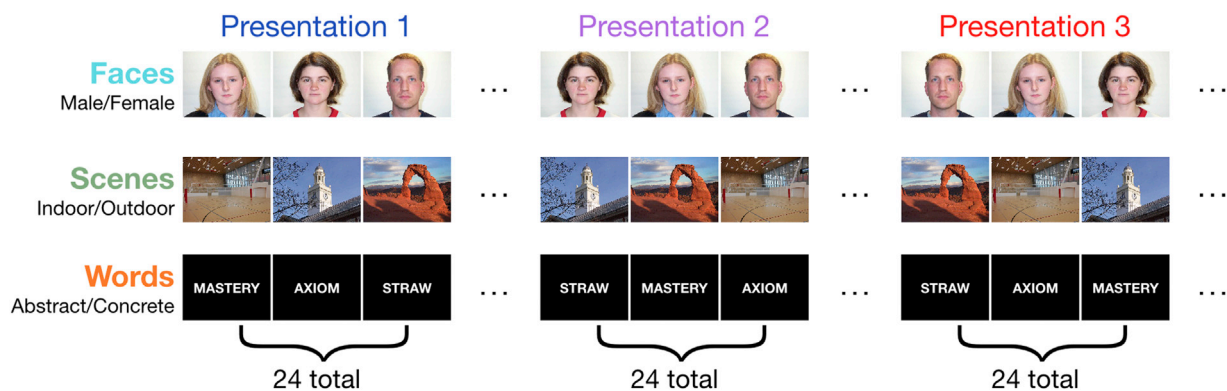 Presentation 1
Presentation 2
Presentation 3
Faces
Male/Female
...
...
...
Scenes
Indoor/Outdoor
...
...
...
Words
Abstract/Concrete
MASTERY
AXIOM
STRAW
...
STRAW
MASTERY
AXIOM
...
STRAW
AXIOM
MASTERY
...
24 total
24 total
24 total